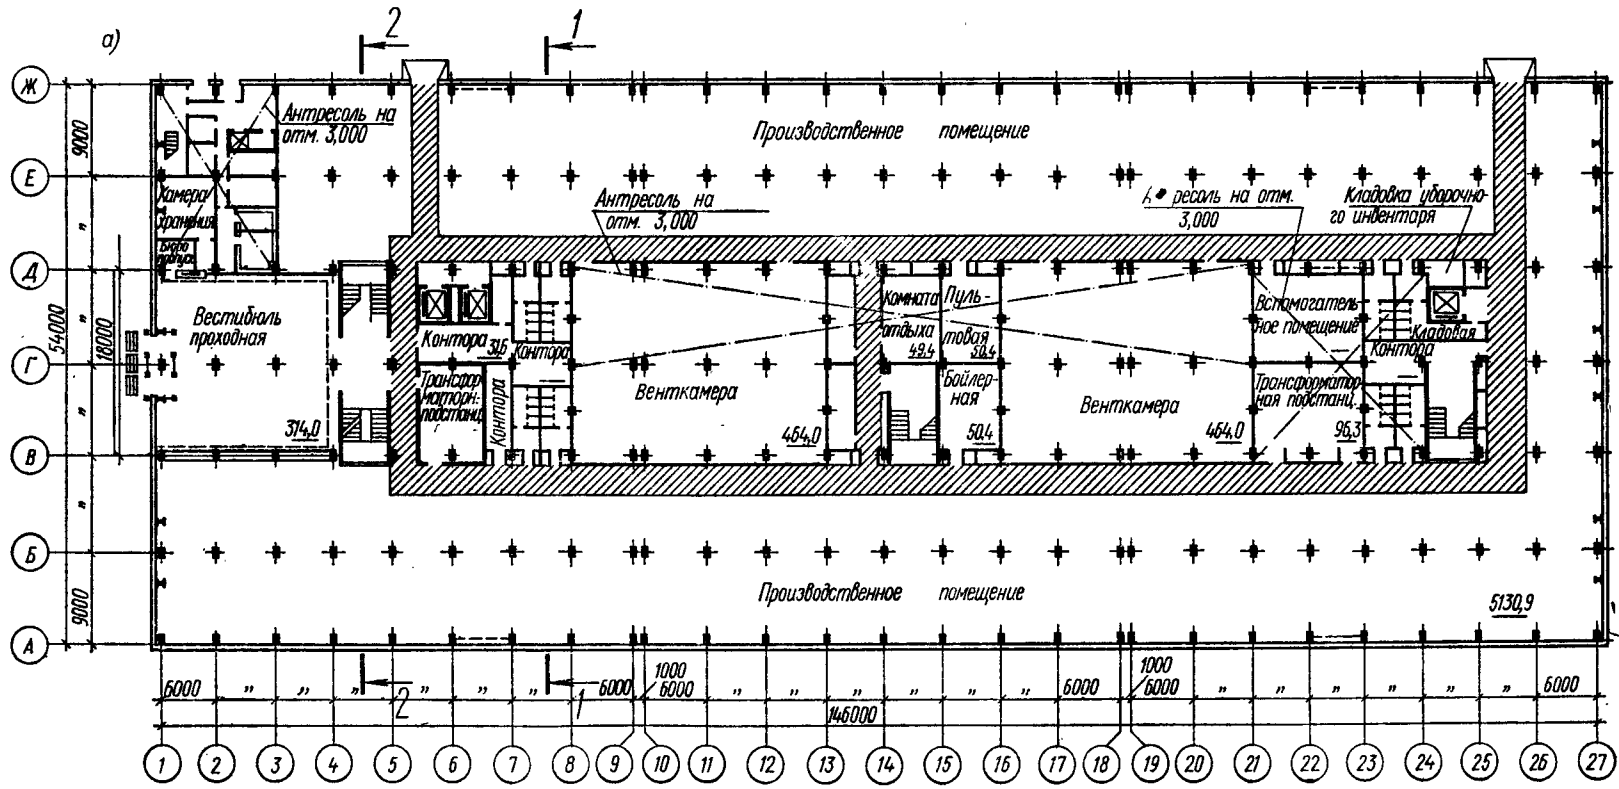 а)
2
1
Ж
Е
Д
Г
В
Б
А
9000
"
"
"
"
9000
54000
18000
Антресоль на
отм. 3,000
Производственное помещение
Антресоль на
отм. 3,000
ресоль на отм.
3,000
Кладовка уборочно-
го инвентаря
Камера
хранения
Бюро
Вестибюль
проходная
314,0
Контора
31,6
Контора
Трансфор-
маторн.
подстанц.
Контора
Венткамера
464,0
Комната
отдыха
49.4
Пуль-
товая
50.4
Бойлер-
ная
50.4
Венткамера
464,0
Вспомогатель
ное помещение
Трансформатор-
ная подстанц.
96,3
Контора
Кладовая
Производственное помещение
5130,9
6000 " " " " " " 6000
1000
6000 " " " " " " 6000
1000
6000 " " " " " " 6000
2
1
146000
1 2 3 4 5 6 7 8 9 10 11 12 13 14 15 16 17 18 19 20 21 22 23 24 25 26 27